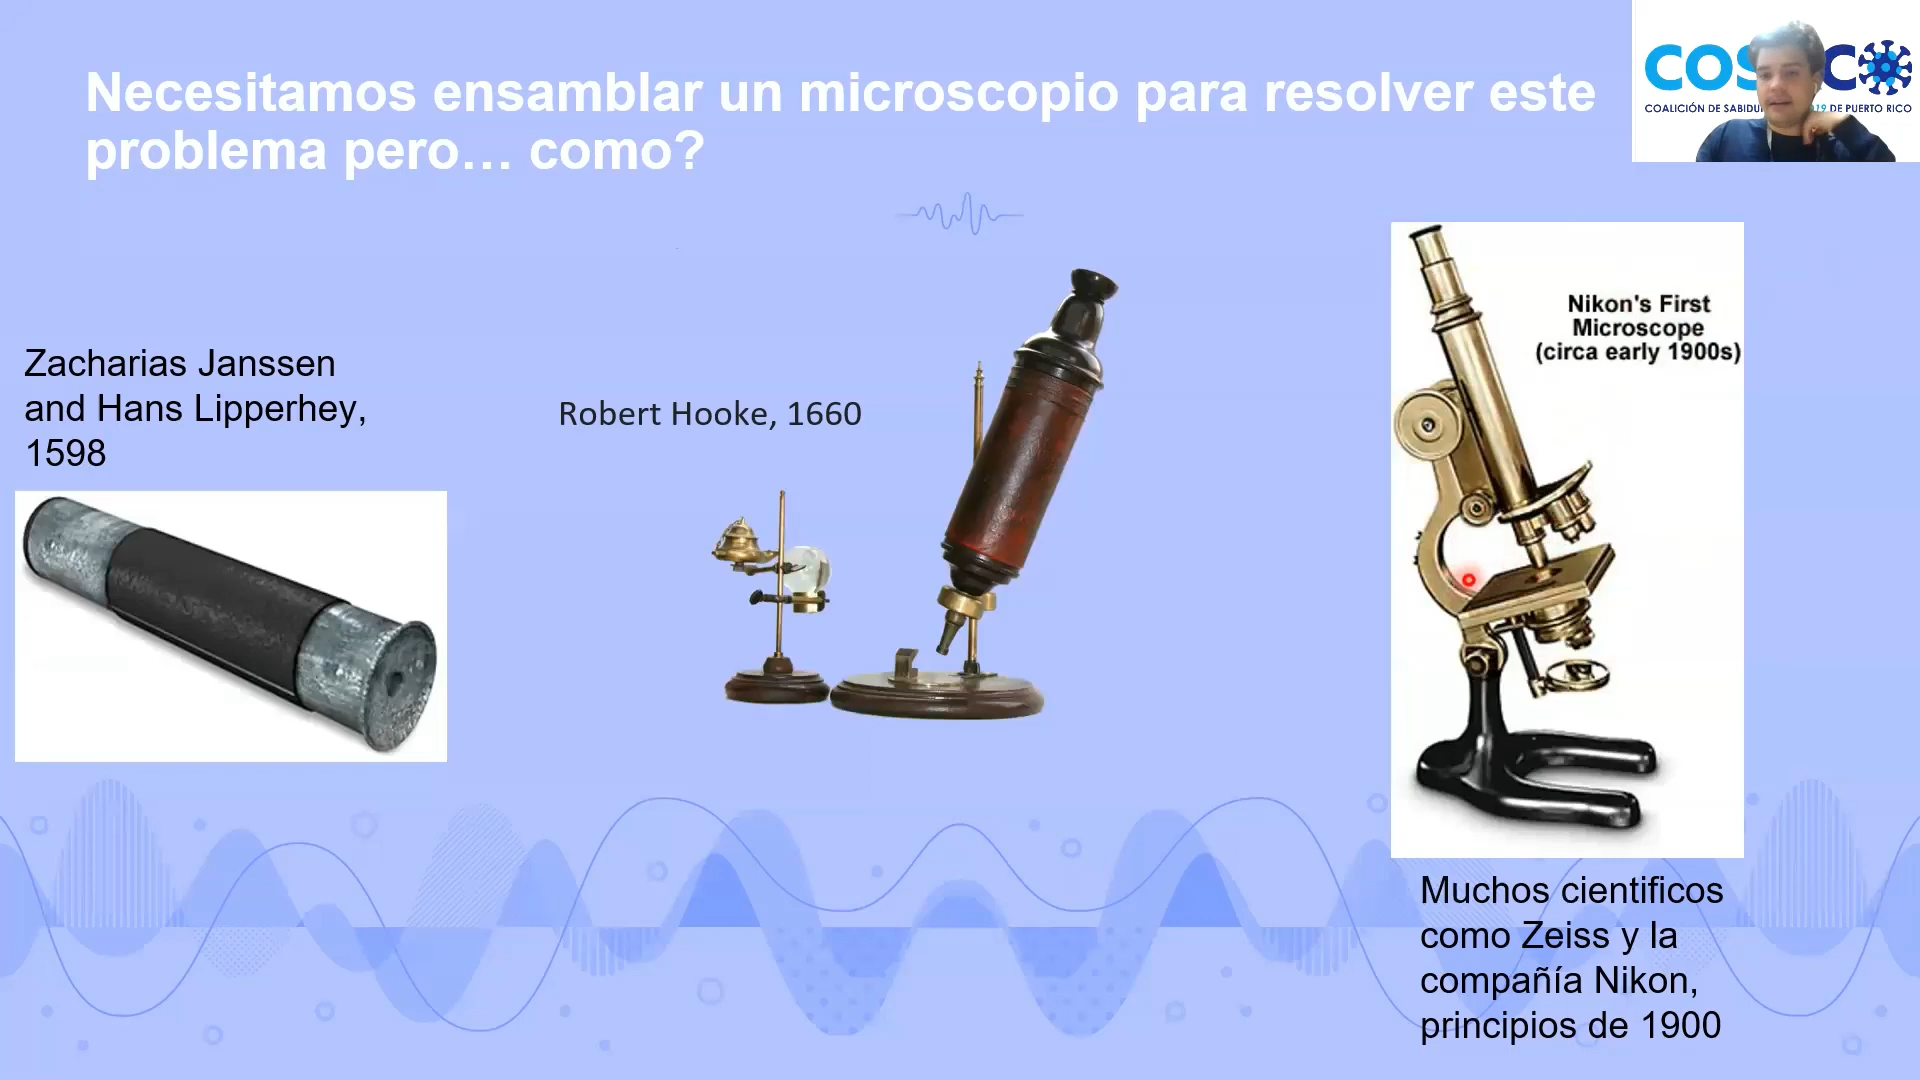 Necesitamos ensamblar un microscopio para resolver este
problema pero… como?
COALICIÓN DE DE PUERTO RICO
Zacharias Janssen
and Hans Lipperhey,
1598
Robert Hooke, 1660
Nikon's First
Microscope
(circa early 1900s)
Muchos cientificos
como Zeiss y la
compañía Nikon,
principios de 1900